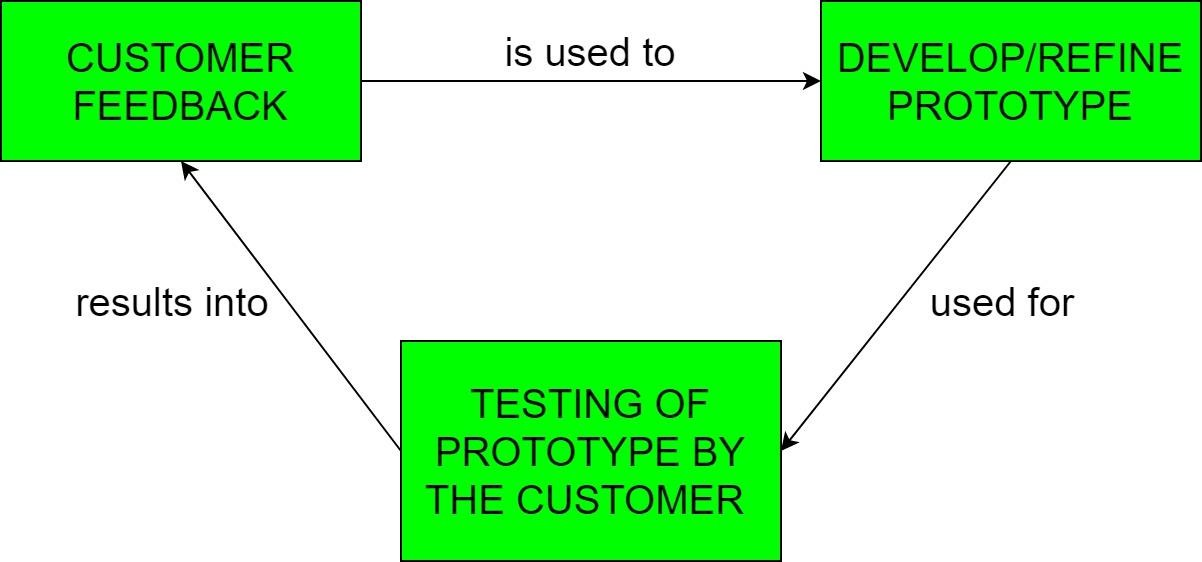 CUSTOMER
FEEDBACK
is used to
DEVELOP/REFINE
PROTOTYPE
results into
used for
TESTING OF
PROTOTYPE BY
THE CUSTOMER